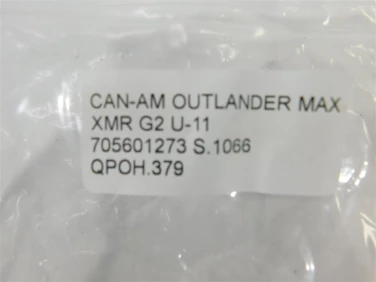 CAN-AM OUTLANDER MAX
XMR G2 U-11
705601273 S.1066
QPOH.379